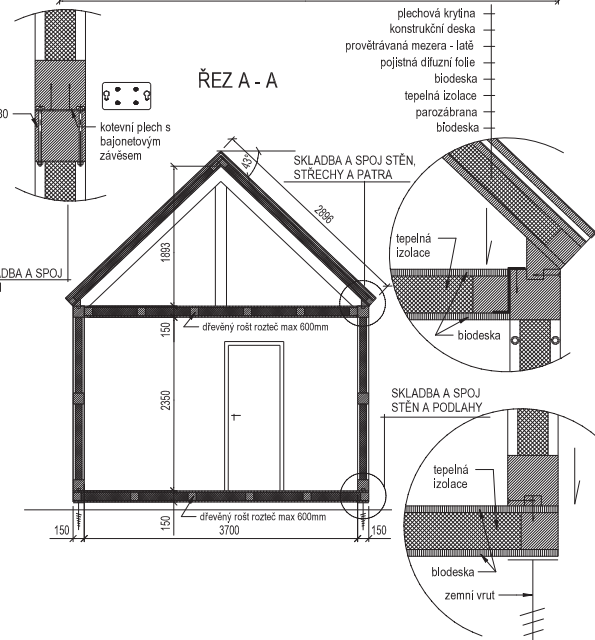 plechová krytina
konstrukční deska
provětrávaná mezera - latě
pojistná difuzní folie
biodeska
tepelná izolace
parozábrana
biodeska
ŘEZ A - A
kotevní plech s
bajonetovým
závěsem
SKLADBA A SPOJ STĚN,
STŘECHY A PATRA
43°
2896
1893
tepelná
izolace
biodeska
dřevěný rošt rozteč max 600mm
150
2350
SKLADBA A SPOJ
STĚN A PODLAHY
tepelná
izolace
biodeska
zemní vrut
dřevěný rošt rozteč max 600mm
150
150
3700
150